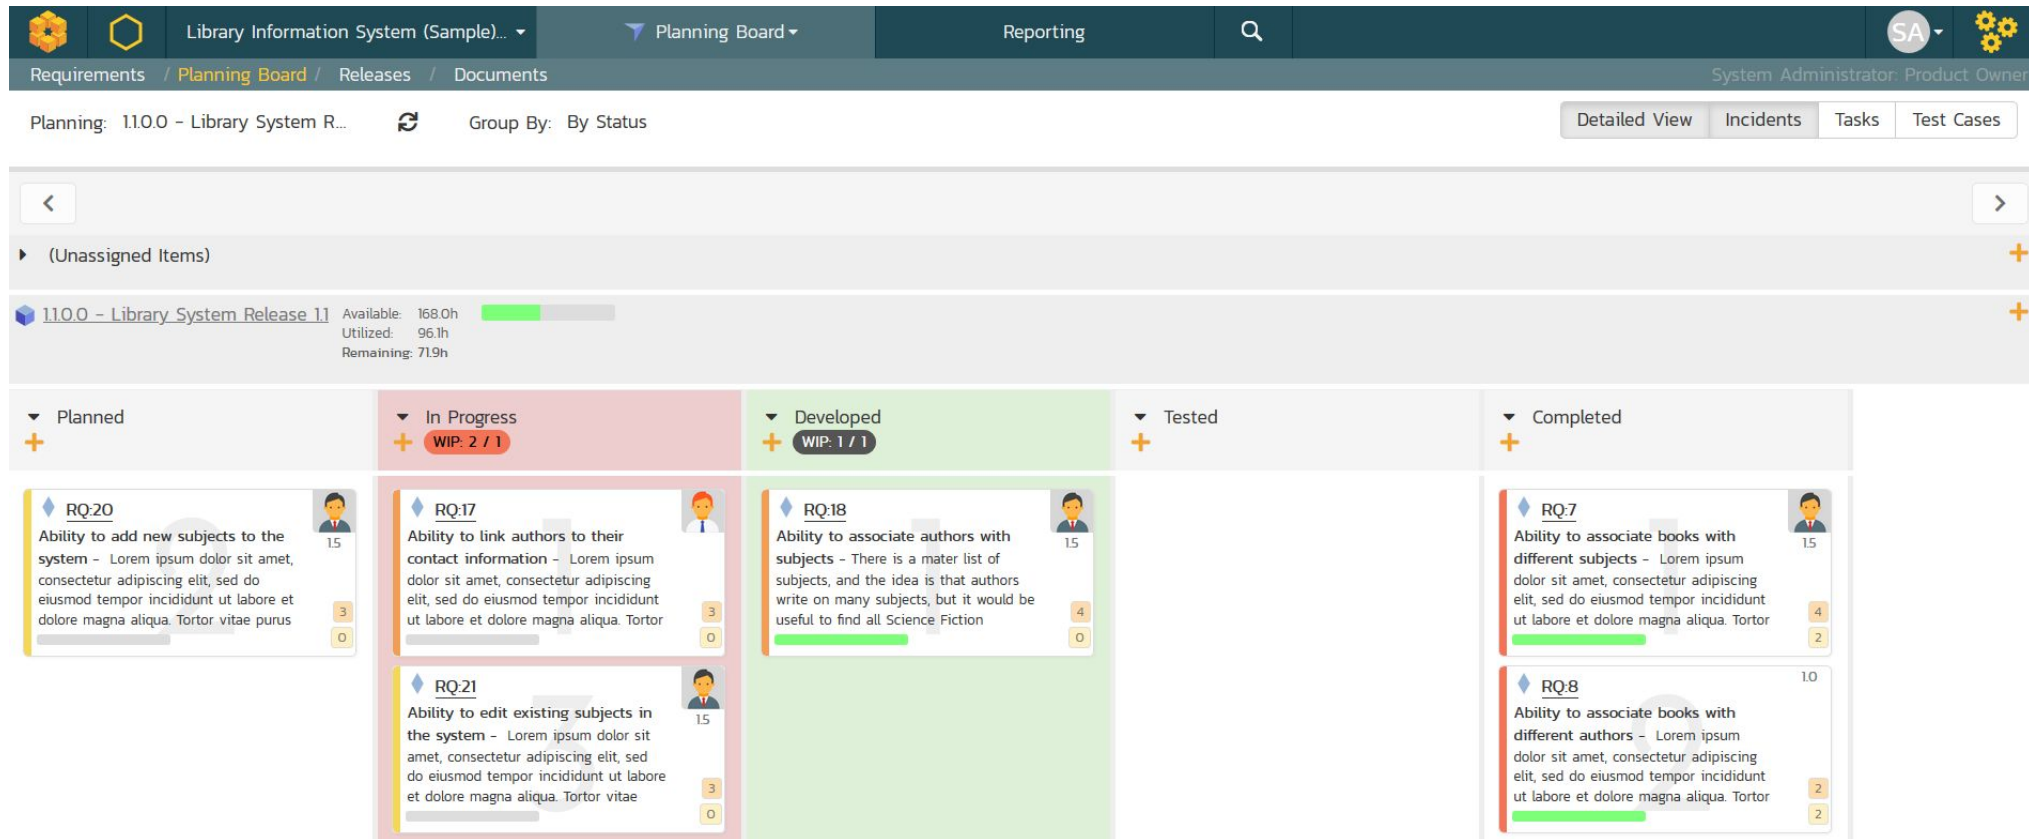 Library Information System (Sample)...
Planning Board
Reporting
SA
Requirements / Planning Board / Releases / Documents
System Administrator: Product Owner
Planning: 1.1.0.0 - Library System R...
Group By: By Status
Detailed View
Incidents
Tasks
Test Cases
(Unassigned Items)
1.1.0.0 - Library System Release 1.1
Available: 168.0h
Utilized: 96.1h
Remaining: 71.9h
Planned
In Progress
WIP: 2 / 1
Developed
WIP: 1 / 1
Tested
Completed
2
RQ:20
Ability to add new subjects to the
system - Lorem ipsum dolor sit amet,
consectetur adipiscing elit, sed do
eiusmod tempor incididunt ut labore et
dolore magna aliqua. Tortor vitae purus
1.5
3
0
1
RQ:17
Ability to link authors to their
contact information - Lorem ipsum
dolor sit amet, consectetur adipiscing
elit, sed do eiusmod tempor incididunt
ut labore et dolore magna aliqua. Tortor
3
0
3
RQ:21
Ability to edit existing subjects in
the system - Lorem ipsum dolor sit
amet, consectetur adipiscing elit, sed
do eiusmod tempor incididunt ut labore
et dolore magna aliqua. Tortor vitae
1.5
3
0
1
RQ:18
Ability to associate authors with
subjects - There is a mater list of
subjects, and the idea is that authors
write on many subjects, but it would be
useful to find all Science Fiction
1.5
4
0
1
RQ:7
Ability to associate books with
different subjects - Lorem ipsum
dolor sit amet, consectetur adipiscing
elit, sed do eiusmod tempor incididunt
ut labore et dolore magna aliqua. Tortor
1.5
4
2
2
RQ:8
Ability to associate books with
different authors - Lorem ipsum
dolor sit amet, consectetur adipiscing
elit, sed do eiusmod tempor incididunt
ut labore et dolore magna aliqua. Tortor
1.0
2
2